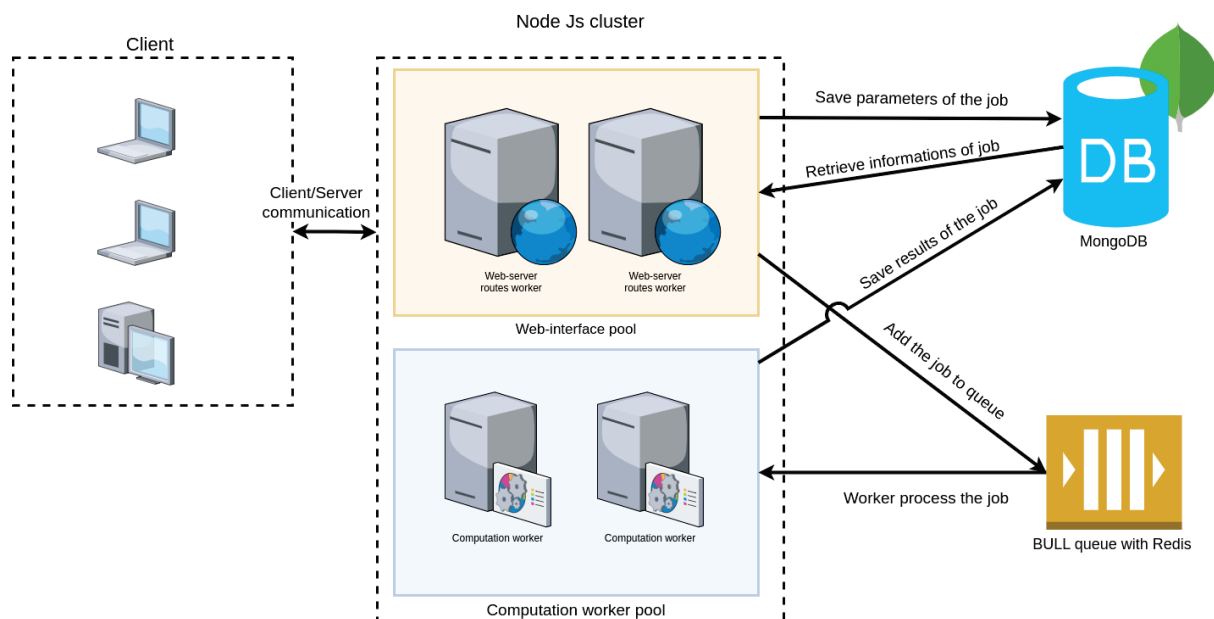 Node Js cluster
Client
Client/Server
communication
Web-server
routes worker
Web-server
routes worker
Web-interface pool
Computation worker
Computation worker
Computation worker pool
Save parameters of the job
Retrieve informations of job
Save results of the job
Add the job to queue
Worker process the job
DB
MongoDB
BULL queue with Redis